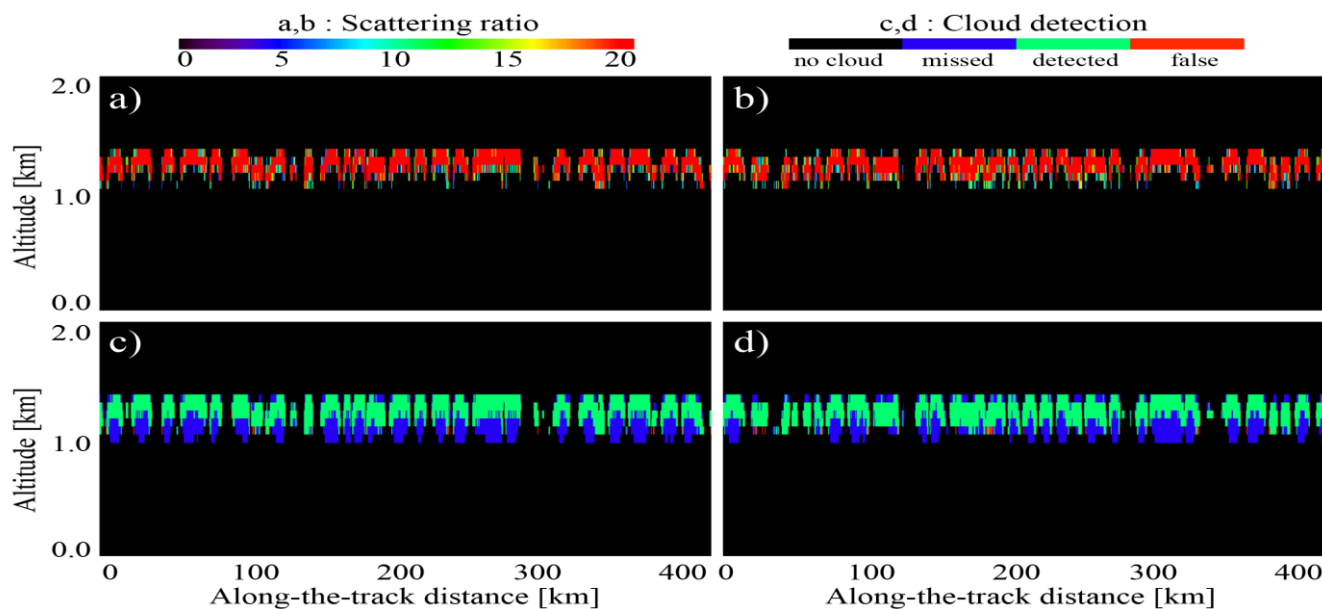 a,b : Scattering ratio
c,d : Cloud detection
0 5 10 15 20
no cloud missed detected false
2.0
a)
b)
Altitude [km]
1.0
0.0
2.0
c)
d)
Altitude [km]
1.0
0.0
0 100 200 300 400
0 100 200 300 400
Along-the-track distance [km]
Along-the-track distance [km]